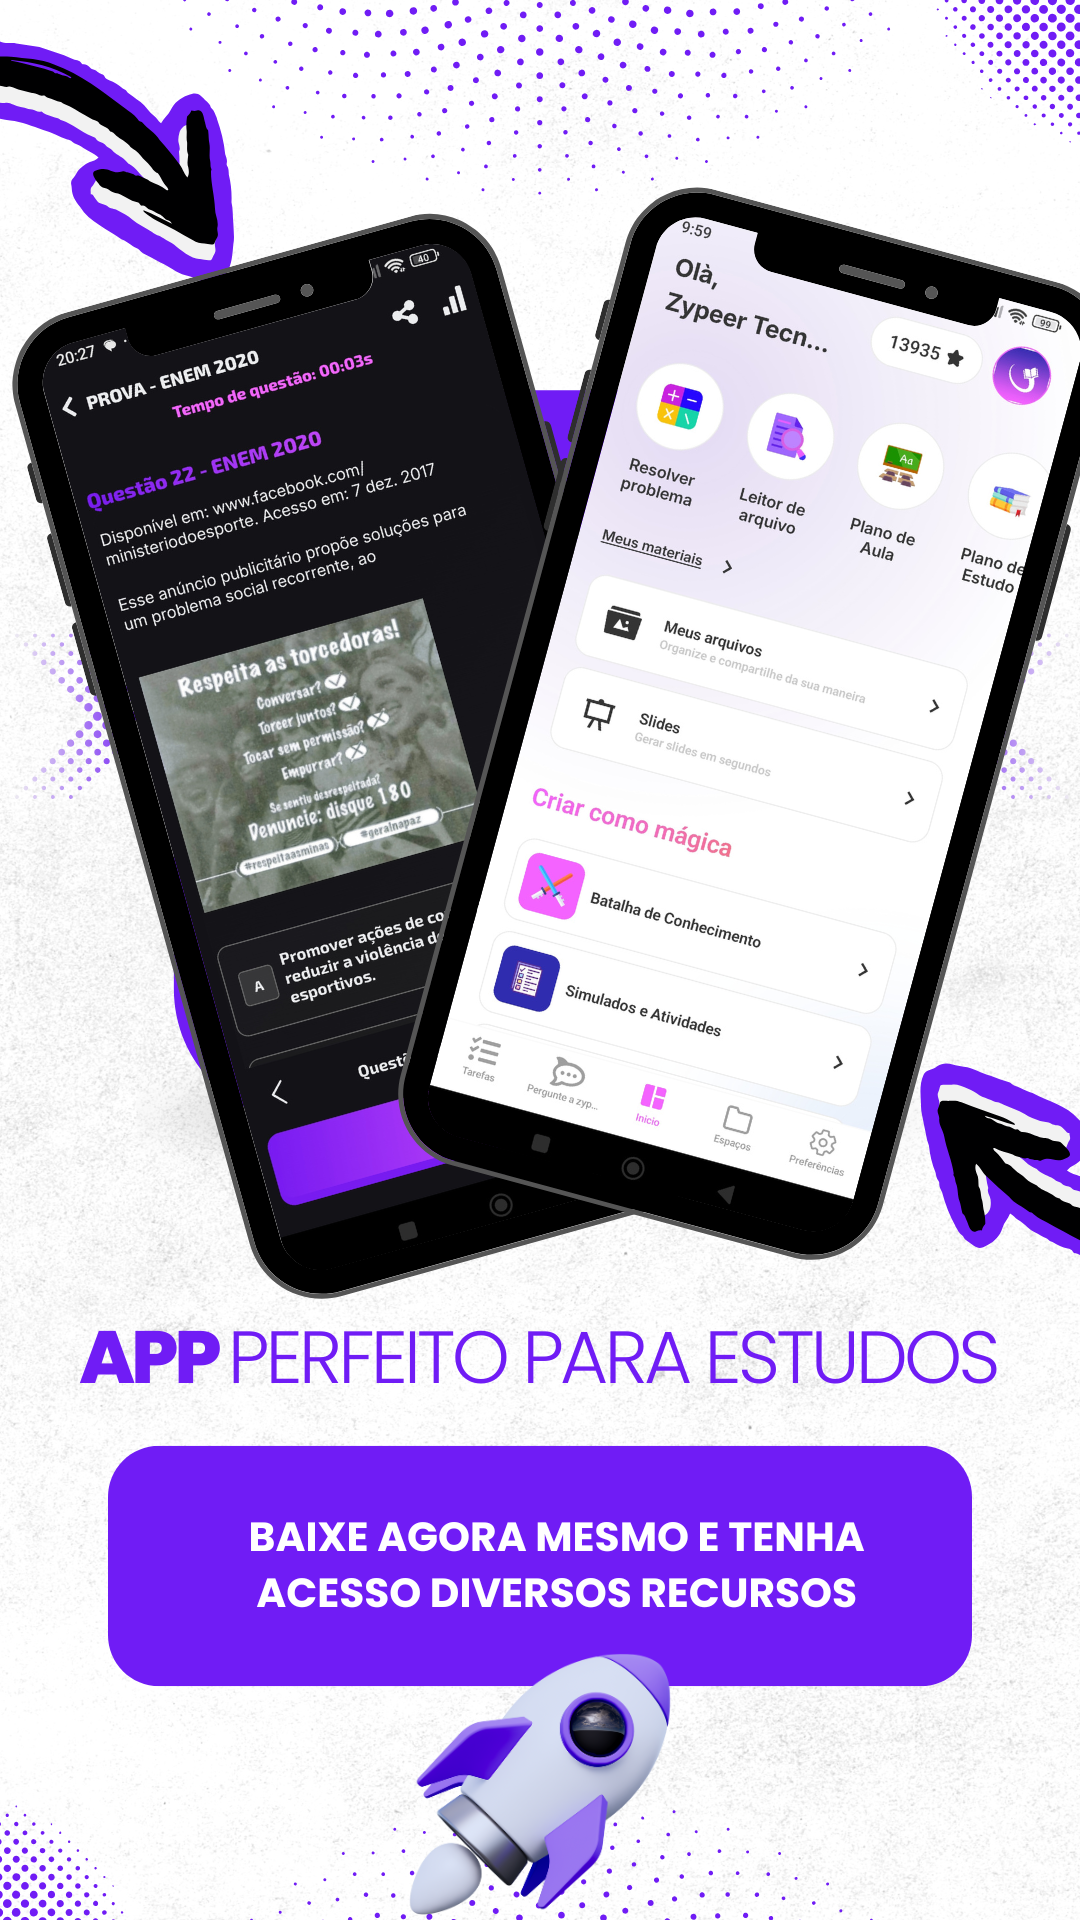 20:27
40
PROVA - ENEM 2020
Tempo de questão: 00:03s
Questão 22 - ENEM 2020
Disponível em: www.facebook.com/
ministeriodoesporte. Acesso em: 7 dez. 2017
Esse anúncio publicitário propõe soluções para
um problema social recorrente, ao
Respeita as torcedoras!
Conversar?
Torcer juntos?
Tocar sem permissão?
Empurrar?
Se sentiu desrespeitada?
Denuncie: disque 180
#respeitaasminas
#geralnapaz
A
Promover ações de co
reduzir a violência d
esportivos.
Quest
9:59
99
Olà,
Zypeer Tecn...
13935
Resolver
problema
Leitor de
arquivo
Plano de
Aula
Plano de
Estudo
Meus materiais
Meus arquivos
Organize e compartilhe da sua maneira
Slides
Gerar slides em segundos
Criar como mágica
Batalha de Conhecimento
Simulados e Atividades
Tarefas
Pergunte a zyp...
Início
Espaços
Preferências
APP PERFEITO PARA ESTUDOS
BAIXE AGORA MESMO E TENHA
ACESSO DIVERSOS RECURSOS